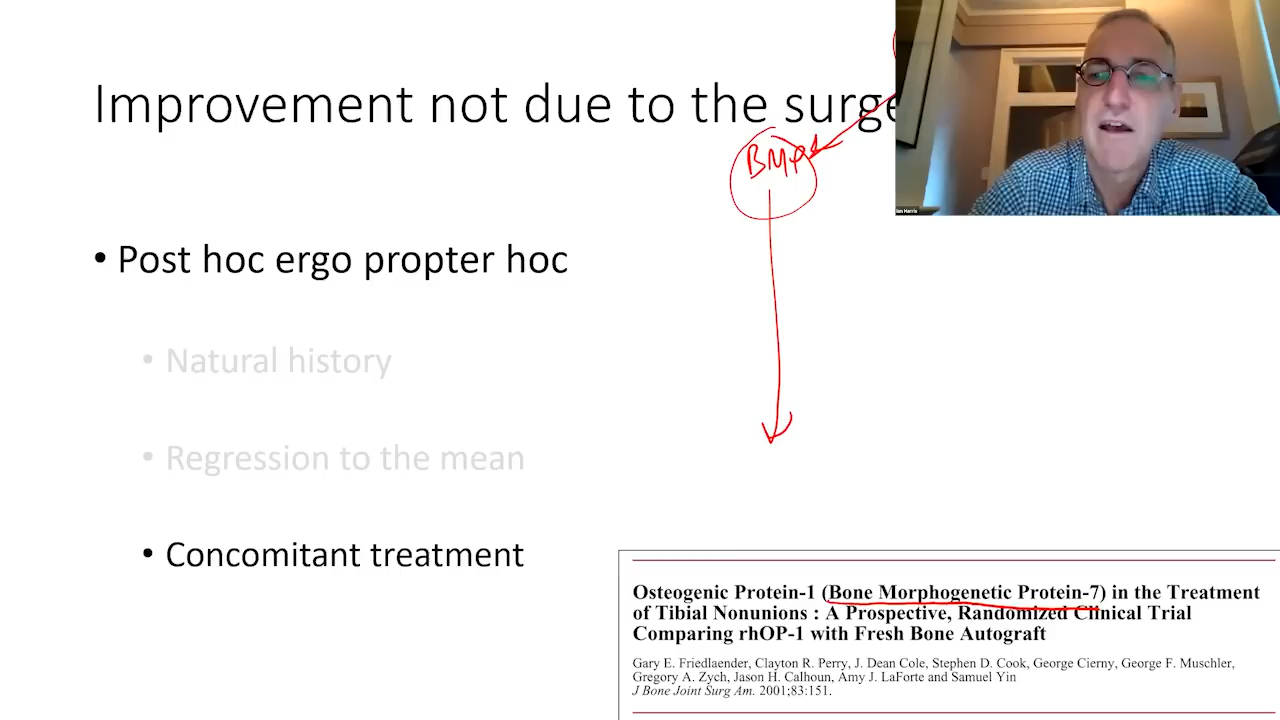 Improvement not due to the surge
BMP
• Post hoc ergo propter hoc
• Natural history
• Regression to the mean
• Concomitant treatment
Ian Harris
Osteogenic Protein-1 (Bone Morphogenetic Protein-7) in the Treatment
of Tibial Nonunions : A Prospective, Randomized Clinical Trial
Comparing rhOP-1 with Fresh Bone Autograft
Gary E. Friedlaender, Clayton R. Perry, J. Dean Cole, Stephen D. Cook, George Cierny, George F. Muschler,
Gregory A. Zych, Jason H. Calhoun, Amy J. LaForte and Samuel Yin
J Bone Joint Surg Am. 2001;83:151.